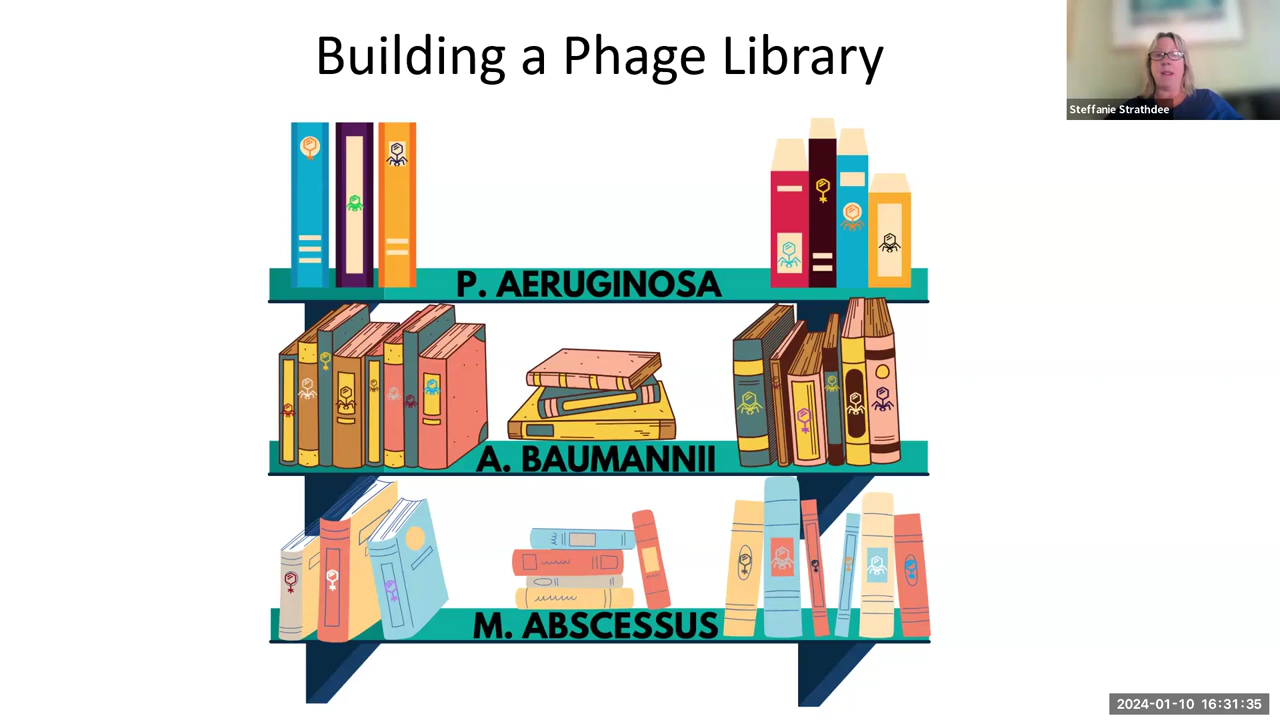 Building a Phage Library
Steffanie Strathdee
P. AERUGINOSA
A. BAUMANNII
M. ABSCESSUS
2024-01-10 16:31:35